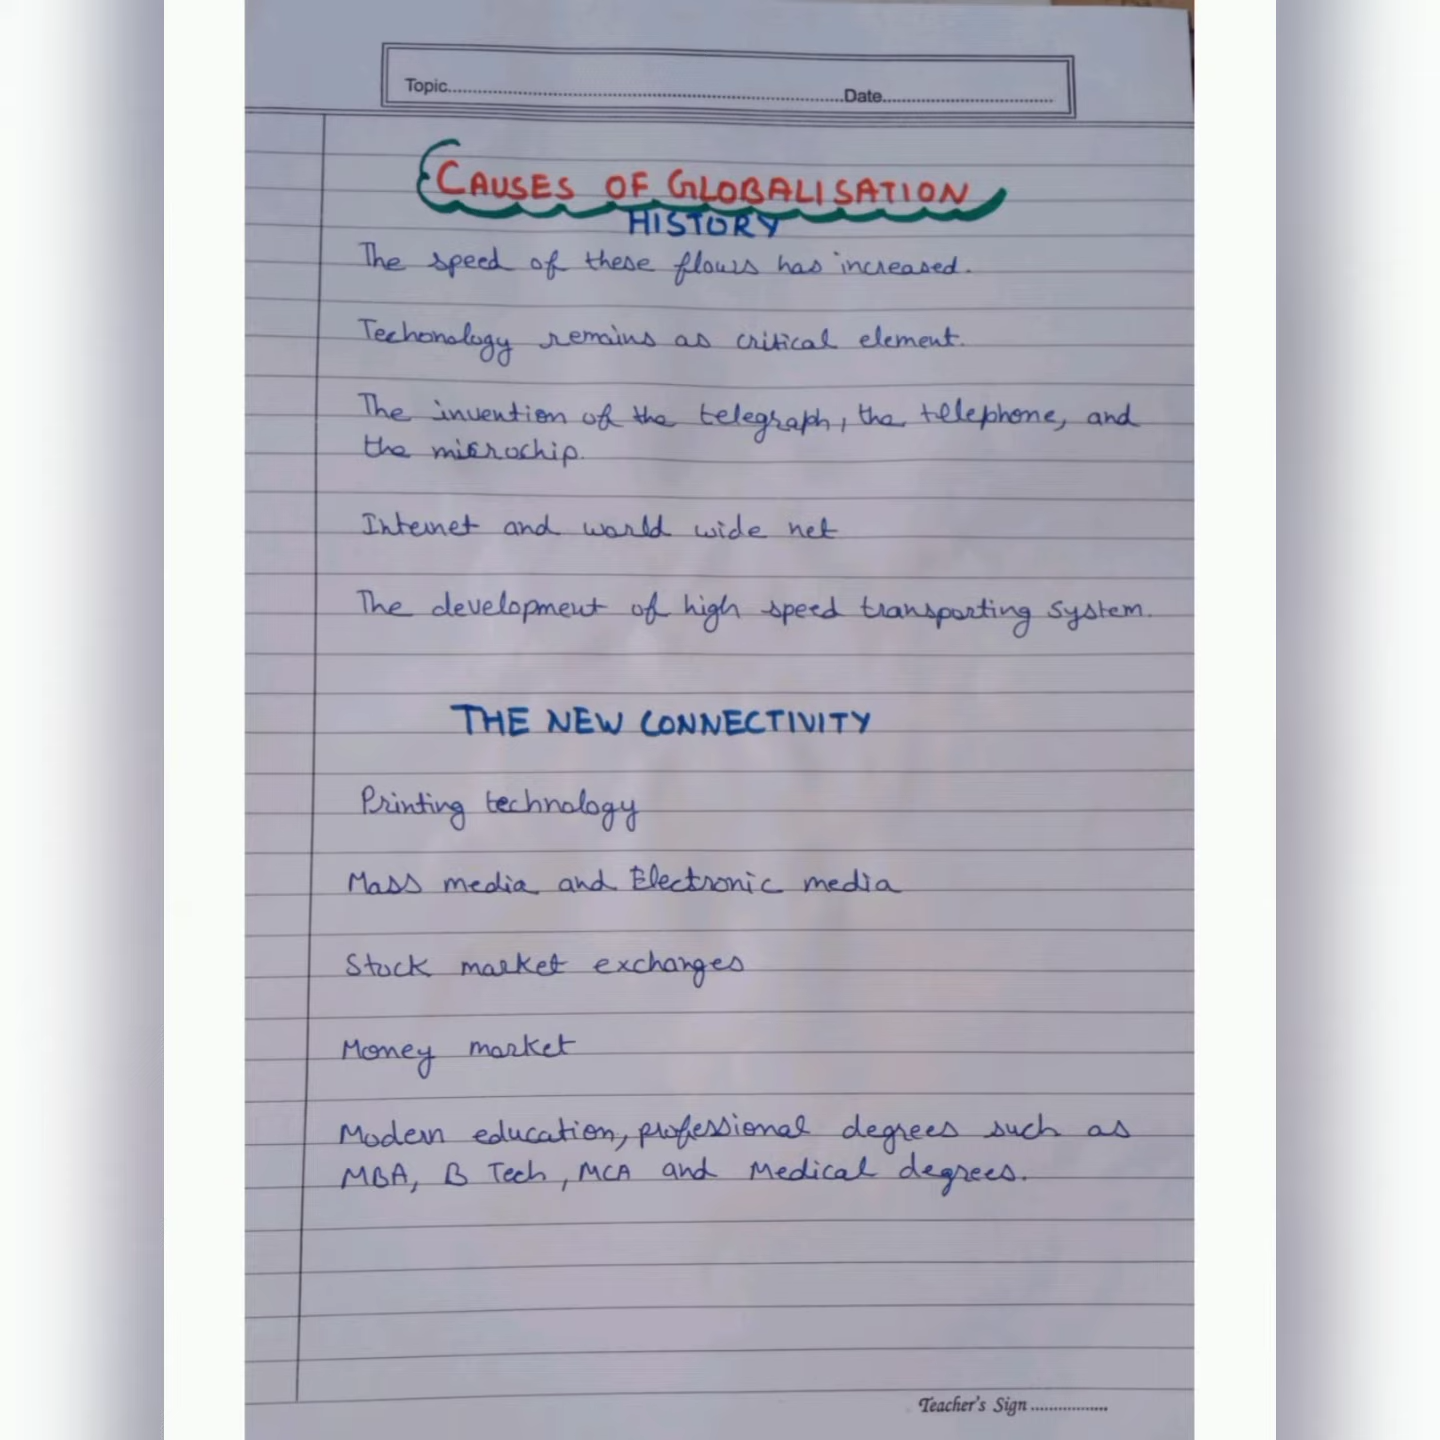 Topic..............................Date..............................
CAUSES OF GLOBALISATION
HISTORY
The speed of these flows has increased.
Techonology remains as critical element.
The invention of the telegraph, the telephone, and
the microchip.
Internet and world wide net
The development of high speed transporting system.
THE NEW CONNECTIVITY
Printing technology
Mass media and Electronic media
Stock market exchanges
Money market
Modern education, professional degrees such as
MBA, B Tech, MCA and Medical degrees.
Teacher's Sign .................